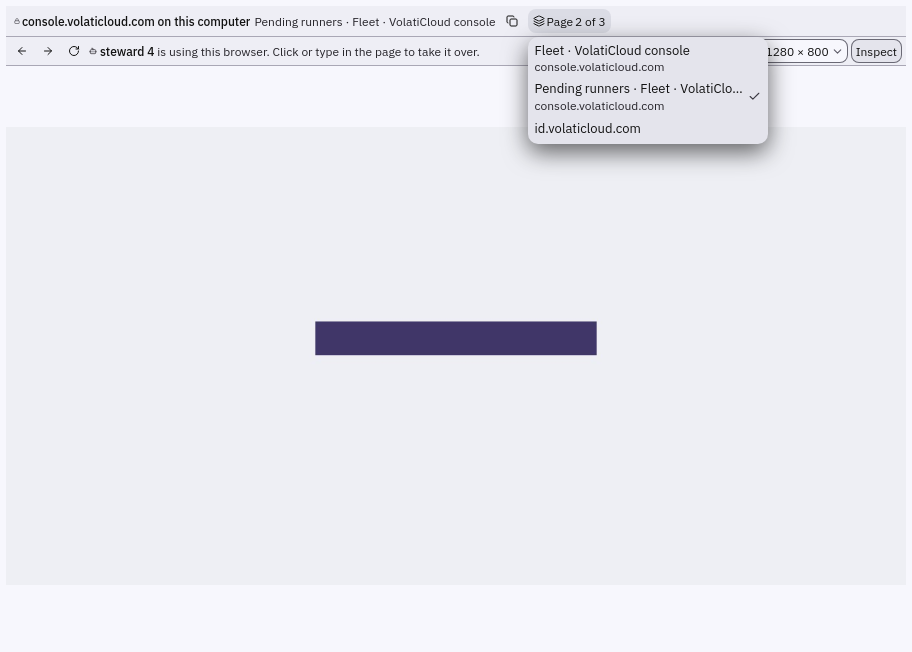 console.volaticloud.com on this computer Pending runners · Fleet · VolatiCloud console Page 2 of 3
steward 4 is using this browser. Click or type in the page to take it over. 1280 × 800 Inspect
Fleet · VolatiCloud console
console.volaticloud.com
Pending runners · Fleet · VolatiClo...
console.volaticloud.com
id.volaticloud.com